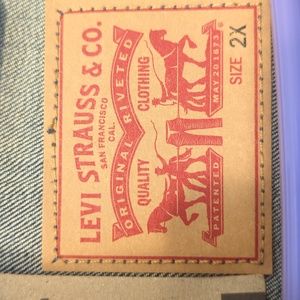 LEVI STRAUSS & CO.
SAN FRANCISCO
CAL.
ORIGINAL RIVETED
QUALITY CLOTHING
PATENTED MAY 20 1873
SIZE 2X